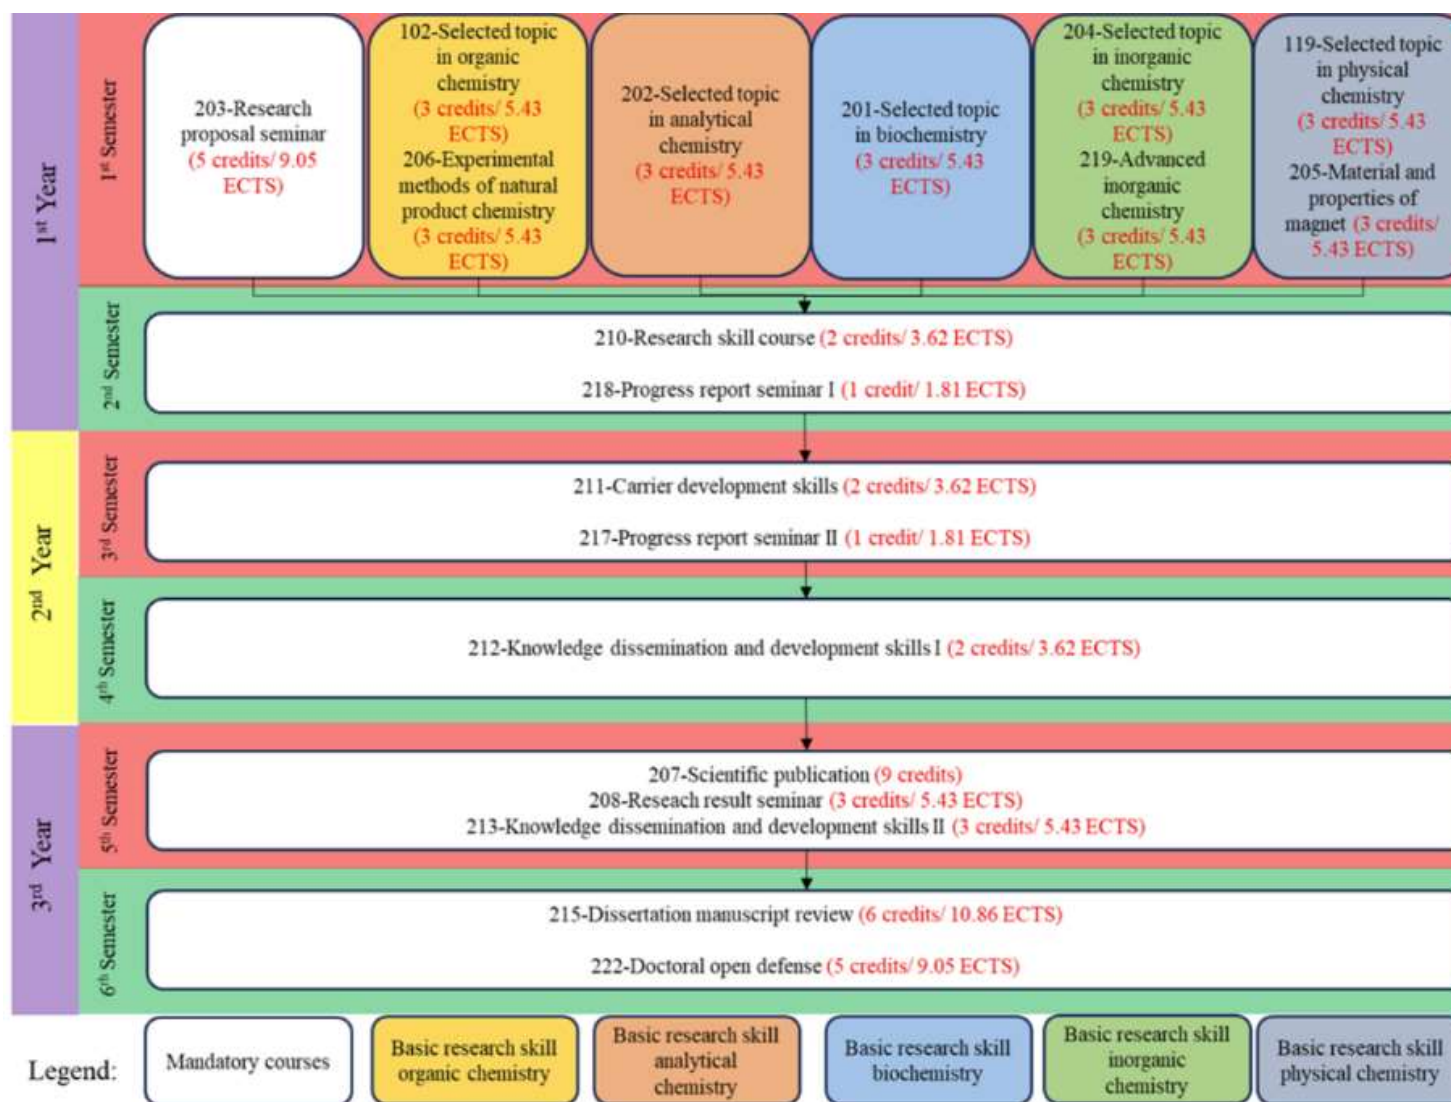 1st Year
1st Semester
203-Research
proposal seminar
(5 credits/ 9.05
ECTS)
102-Selected topic
in organic
chemistry
(3 credits/ 5.43
ECTS)
206-Experimental
methods of natural
product chemistry
(3 credits/ 5.43
ECTS)
202-Selected topic
in analytical
chemistry
(3 credits/ 5.43
ECTS)
201-Selected topic
in biochemistry
(3 credits/ 5.43
ECTS)
204-Selected topic
in inorganic
chemistry
(3 credits/ 5.43
ECTS)
219-Advanced
inorganic
chemistry
(3 credits/ 5.43
ECTS)
119-Selected topic
in physical
chemistry
(3 credits/ 5.43
ECTS)
205-Material and
properties of
magnet (3 credits/
5.43 ECTS)
2nd Semester
210-Research skill course (2 credits/ 3.62 ECTS)
218-Progress report seminar I (1 credit/ 1.81 ECTS)
2nd Year
3rd Semester
211-Carrier development skills (2 credits/ 3.62 ECTS)
217-Progress report seminar II (1 credit/ 1.81 ECTS)
4th Semester
212-Knowledge dissemination and development skills I (2 credits/ 3.62 ECTS)
3rd Year
5th Semester
207-Scientific publication (9 credits)
208-Reseach result seminar (3 credits/ 5.43 ECTS)
213-Knowledge dissemination and development skills II (3 credits/ 5.43 ECTS)
6th Semester
215-Dissertation manuscript review (6 credits/ 10.86 ECTS)
222-Doctoral open defense (5 credits/ 9.05 ECTS)
Legend:
Mandatory courses
Basic research skill
organic chemistry
Basic research skill
analytical
chemistry
Basic research skill
biochemistry
Basic research skill
inorganic
chemistry
Basic research skill
physical chemistry